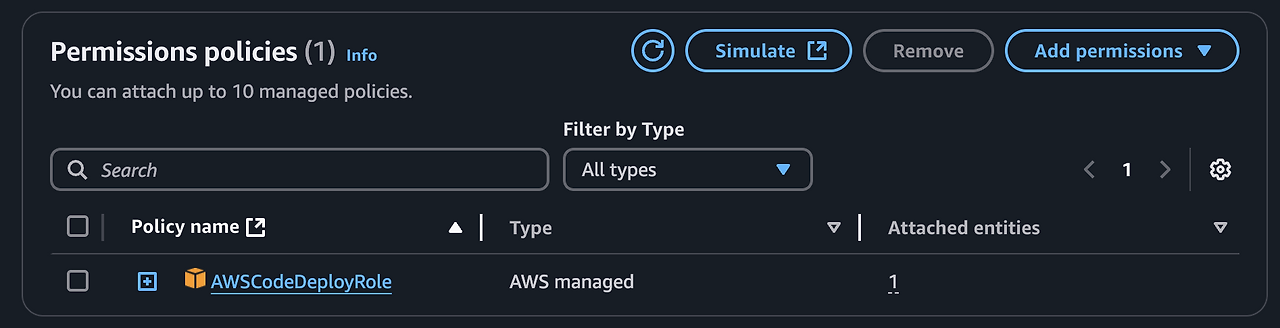 Permissions policies (1) Info
Simulate
Remove
Add permissions
You can attach up to 10 managed policies.
Filter by Type
Search
All types
1
Policy name
Type
Attached entities
AWSCodeDeployRole
AWS managed
1